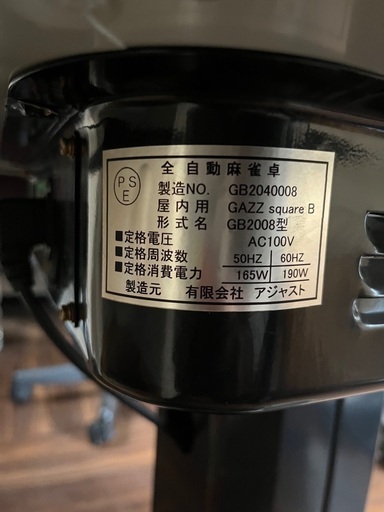 全自動麻雀卓
PSE
製造NO. GB2040008
屋内用 GAZZ square B
形式名 GB2008型
■定格電圧 AC100V
■定格周波数 50HZ 60HZ
■定格消費電力 165W 190W
製造元 有限会社 アジャスト